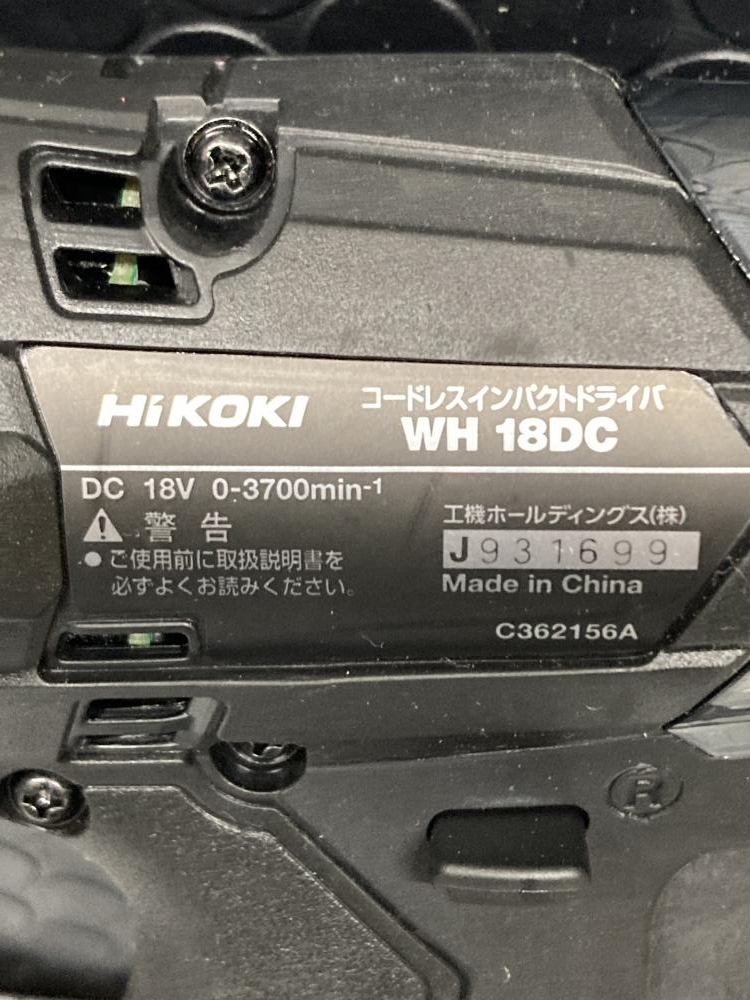 HiKOKI
コードレスインパクトドライバ
WH 18DC
DC 18V 0-3700min-1
警告
● ご使用前に取扱説明書を
必ずよくお読みください。
工機ホールディングス(株)
J931699
Made in China
C362156A
R